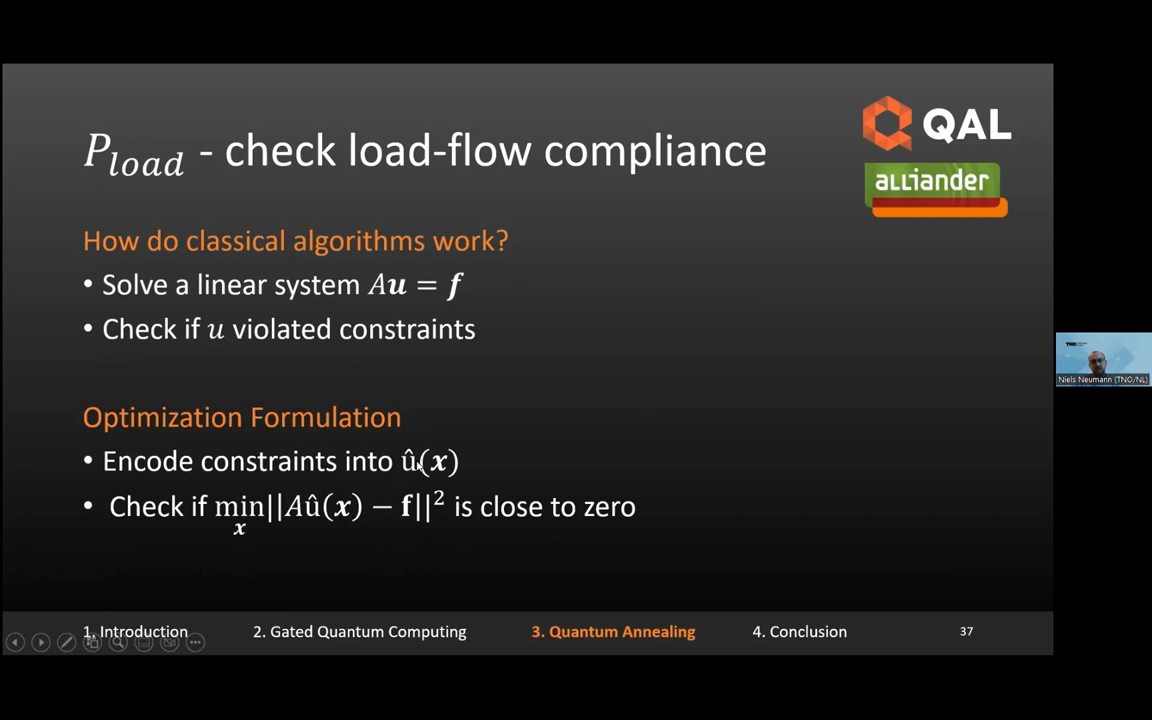 P_load - check load-flow compliance
QAL
alliander
How do classical algorithms work?
• Solve a linear system Au = f
• Check if u violated constraints
Optimization Formulation
• Encode constraints into û(x)
• Check if min_x||Aû(x) − f||² is close to zero
TNO
Niels Neumann (TNO/NL)
1. Introduction
2. Gated Quantum Computing
3. Quantum Annealing
4. Conclusion
37